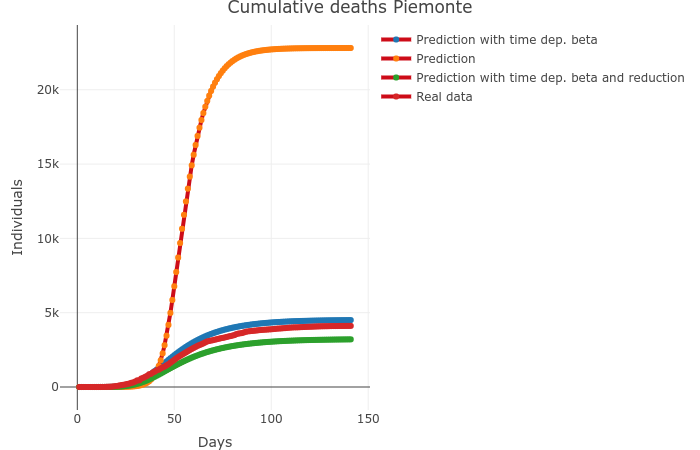 Cumulative deaths Piemonte
Prediction with time dep. beta
Prediction
Prediction with time dep. beta and reduction
Real data
Individuals
20k
15k
10k
5k
0
0
50
100
150
Days